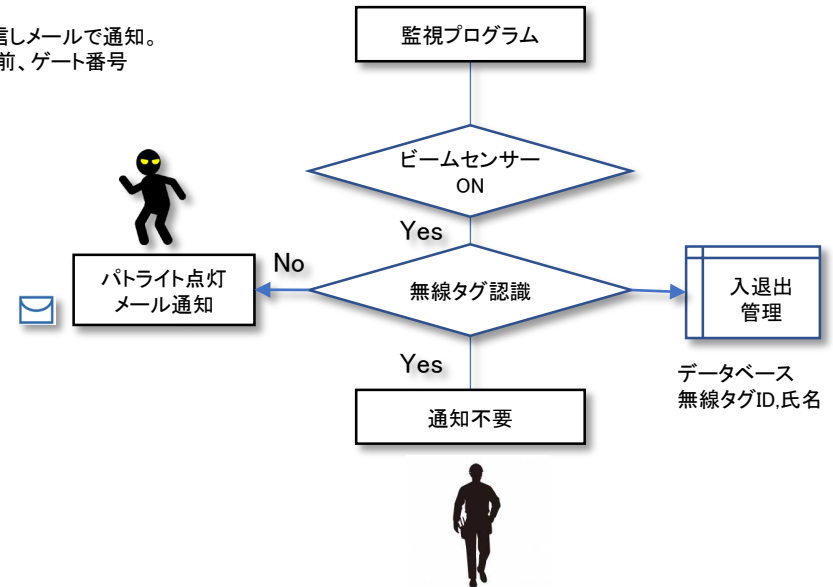 しメールで通知。
前、ゲート番号
監視プログラム
ビームセンサー
ON
Yes
No
パトライト点灯
メール通知
無線タグ認識
入退出
管理
Yes
データベース
無線タグID,氏名
通知不要